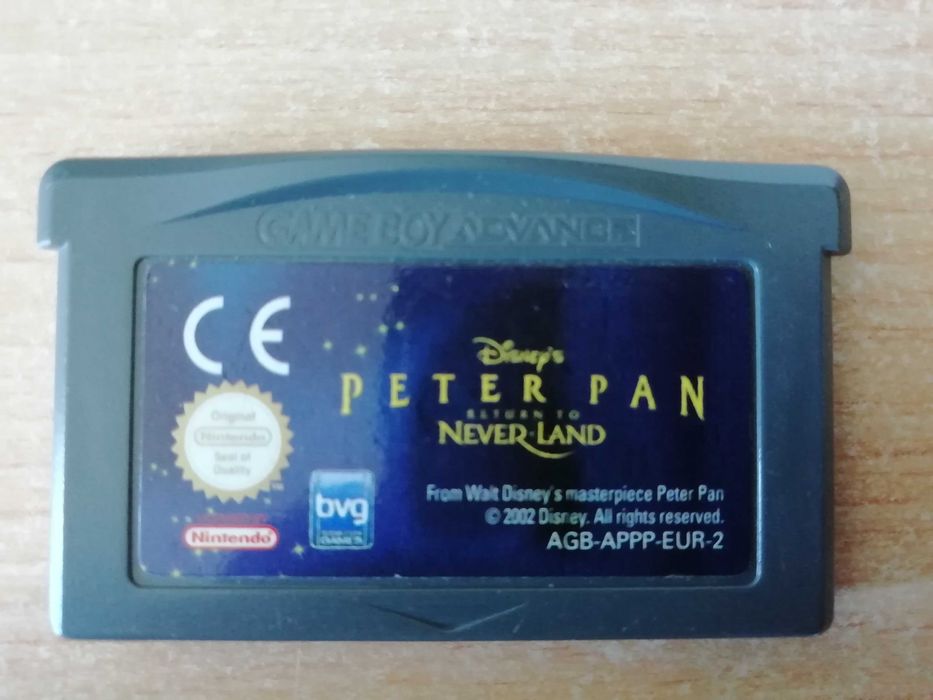 GAME BOY ADVANCE
CE
Disney's
PETER PAN
RETURN TO
NEVER·LAND
Original
Nintendo
Seal of
Quality
bvg
GAMES
Nintendo
From Walt Disney's masterpiece Peter Pan
© 2002 Disney. All rights reserved.
AGB-APPP-EUR-2